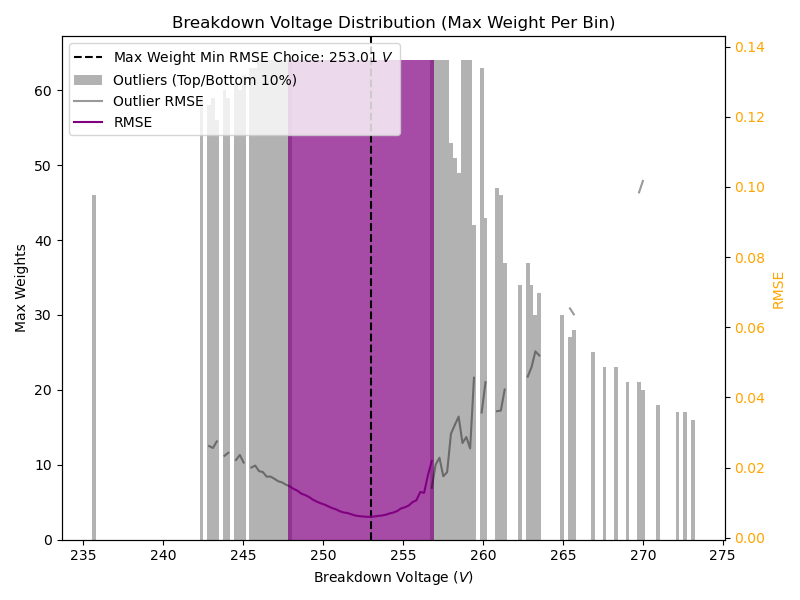 Breakdown Voltage Distribution (Max Weight Per Bin)
Max Weight Min RMSE Choice: 253.01 V
Outliers (Top/Bottom 10%)
Outlier RMSE
RMSE
Max Weights
0
10
20
30
40
50
60
RMSE
0.14
0.12
0.10
0.08
0.06
0.04
0.02
0.00
235 240 245 250 255 260 265 270 275
Breakdown Voltage (V)